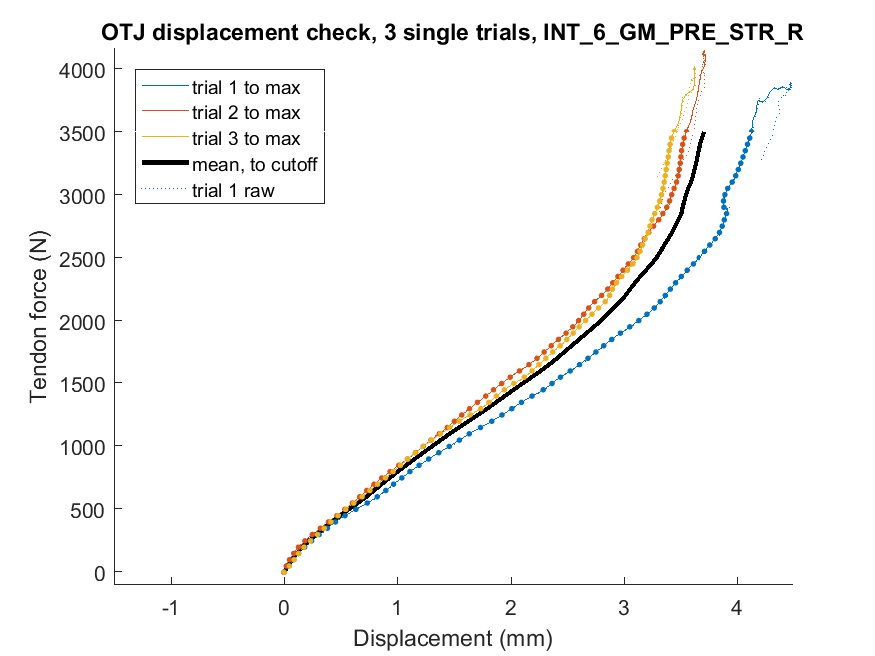 OTJ displacement check, 3 single trials, INT_6_GM_PRE_STR_R
4000
3500
3000
2500
2000
1500
1000
500
0
Tendon force (N)
trial 1 to max
trial 2 to max
trial 3 to max
mean, to cutoff
trial 1 raw
-1
0
1
2
3
4
Displacement (mm)